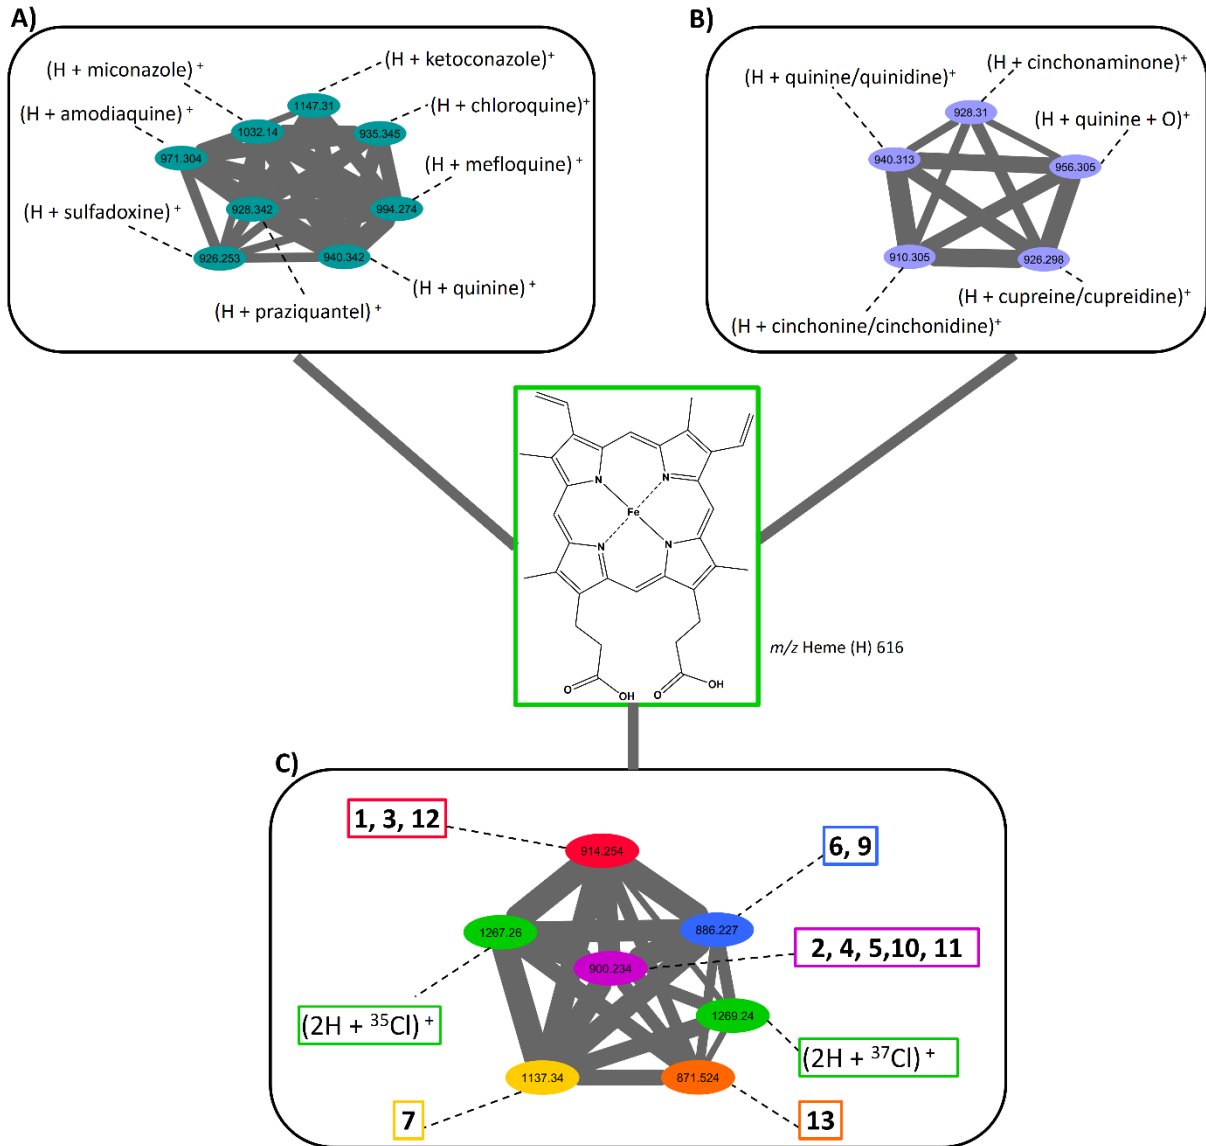 A)
(H + miconazole) +
(H + ketoconazole)+
(H + amodiaquine) +
(H + chloroquine)+
(H + mefloquine) +
(H + sulfadoxine) +
(H + quinine) +
(H + praziquantel) +
1147.31
1032.14
935.345
971.304
928.342
994.274
926.253
940.342
B)
(H + cinchonaminone)+
(H + quinine/quinidine)+
(H + quinine + O)+
(H + cupreine/cupreidine)+
(H + cinchonine/cinchonidine)+
928.31
940.313
956.305
910.305
926.298
N
N
Fe
N
N
O
OH
O
OH
m/z Heme (H) 616
C)
1, 3, 12
914.254
6, 9
1267.26
886.227
2, 4, 5,10, 11
900.234
(2H + 35Cl) +
1269.24
(2H + 37Cl) +
1137.34
871.524
7
13